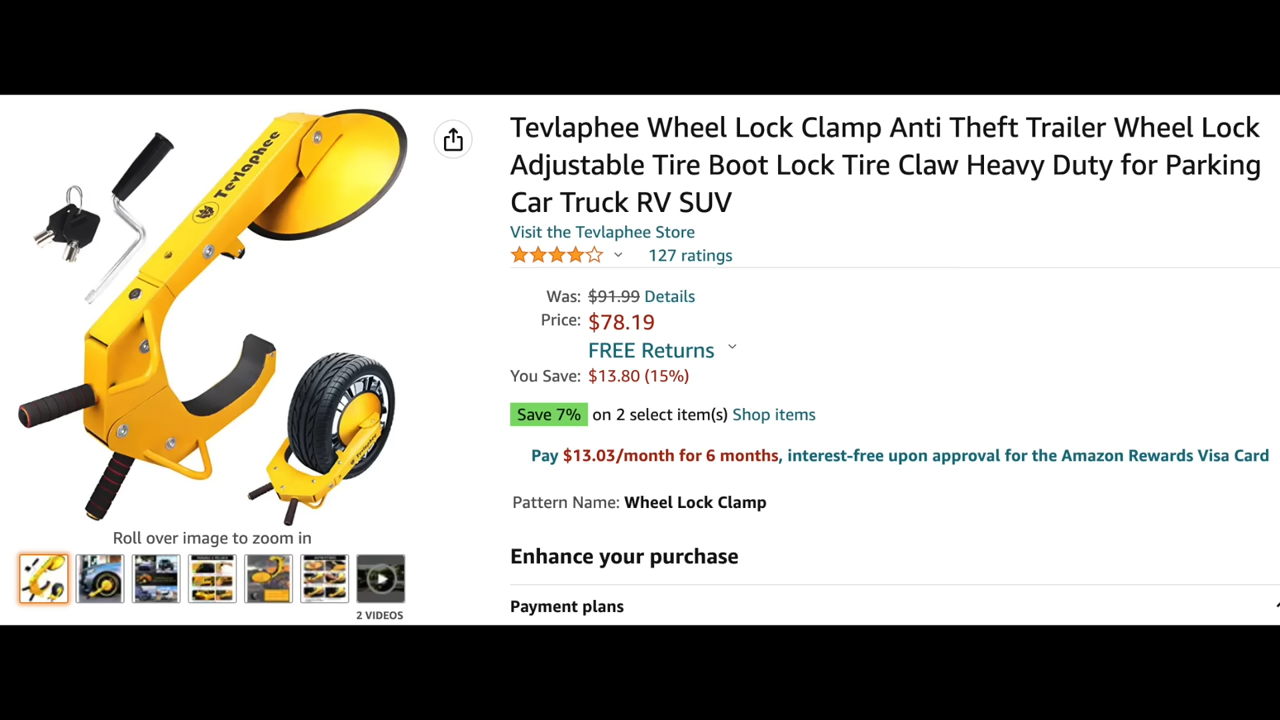 Tevlaphee
Tevlaphee Wheel Lock Clamp Anti Theft Trailer Wheel Lock
Adjustable Tire Boot Lock Tire Claw Heavy Duty for Parking
Car Truck RV SUV
Visit the Tevlaphee Store
127 ratings
Was: $91.99 Details
Price: $78.19
FREE Returns
You Save: $13.80 (15%)
Save 7% on 2 select item(s) Shop items
Pay $13.03/month for 6 months, interest-free upon approval for the Amazon Rewards Visa Card
Pattern Name: Wheel Lock Clamp
Roll over image to zoom in
Enhance your purchase
2 VIDEOS
Payment plans